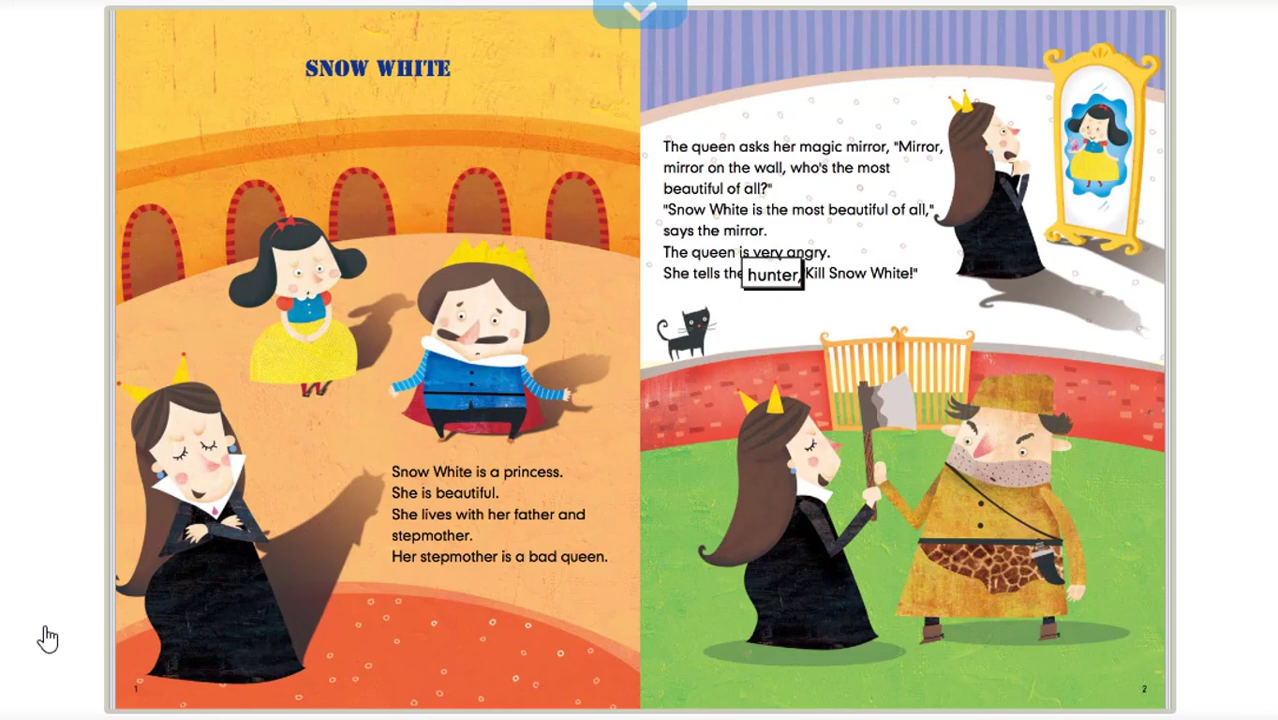 SNOW WHITE
Snow White is a princess.
She is beautiful.
She lives with her father and
stepmother.
Her stepmother is a bad queen.
1
The queen asks her magic mirror, "Mirror,
mirror on the wall, who's the most
beautiful of all?"
"Snow White is the most beautiful of all,"
says the mirror.
The queen is very angry.
She tells the hunter, Kill Snow White!"
2